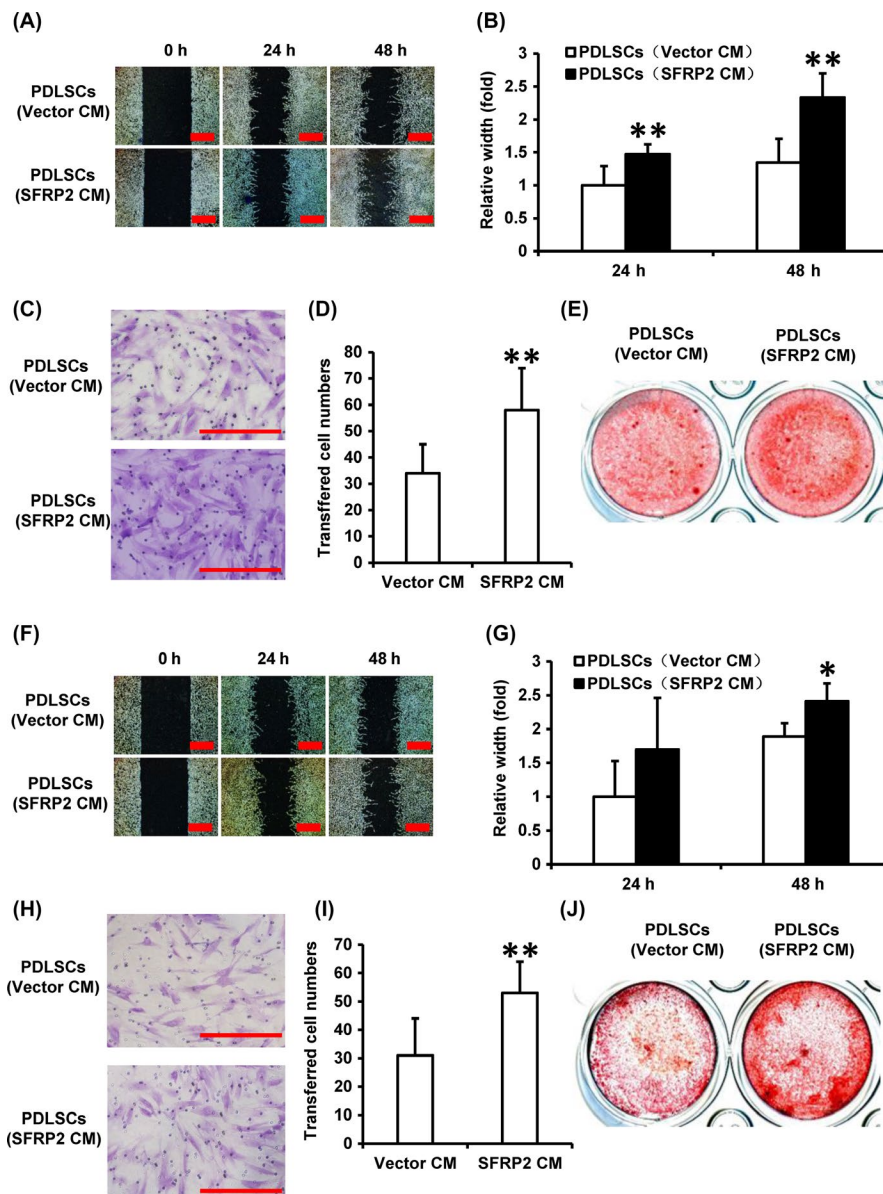 (A)
0 h 24 h 48 h
PDLSCs
(Vector CM)
PDLSCs
(SFRP2 CM)
(B)
PDLSCs（Vector CM）
PDLSCs（SFRP2 CM）
Relative width (fold)
3
2.5
2
1.5
1
0.5
0
**
**
24 h 48 h
(C)
PDLSCs
(Vector CM)
PDLSCs
(SFRP2 CM)
(D)
Transffered cell numbers
80
70
60
50
40
30
20
10
0
**
Vector CM SFRP2 CM
(E)
PDLSCs
(Vector CM)
PDLSCs
(SFRP2 CM)
(F)
0 h 24 h 48 h
PDLSCs
(Vector CM)
PDLSCs
(SFRP2 CM)
(G)
PDLSCs（Vector CM）
PDLSCs（SFRP2 CM）
Relative width (fold)
3
2.5
2
1.5
1
0.5
0
*
24 h 48 h
(H)
PDLSCs
(Vector CM)
PDLSCs
(SFRP2 CM)
(I)
Transferred cell numbers
70
60
50
40
30
20
10
0
**
Vector CM SFRP2 CM
(J)
PDLSCs
(Vector CM)
PDLSCs
(SFRP2 CM)